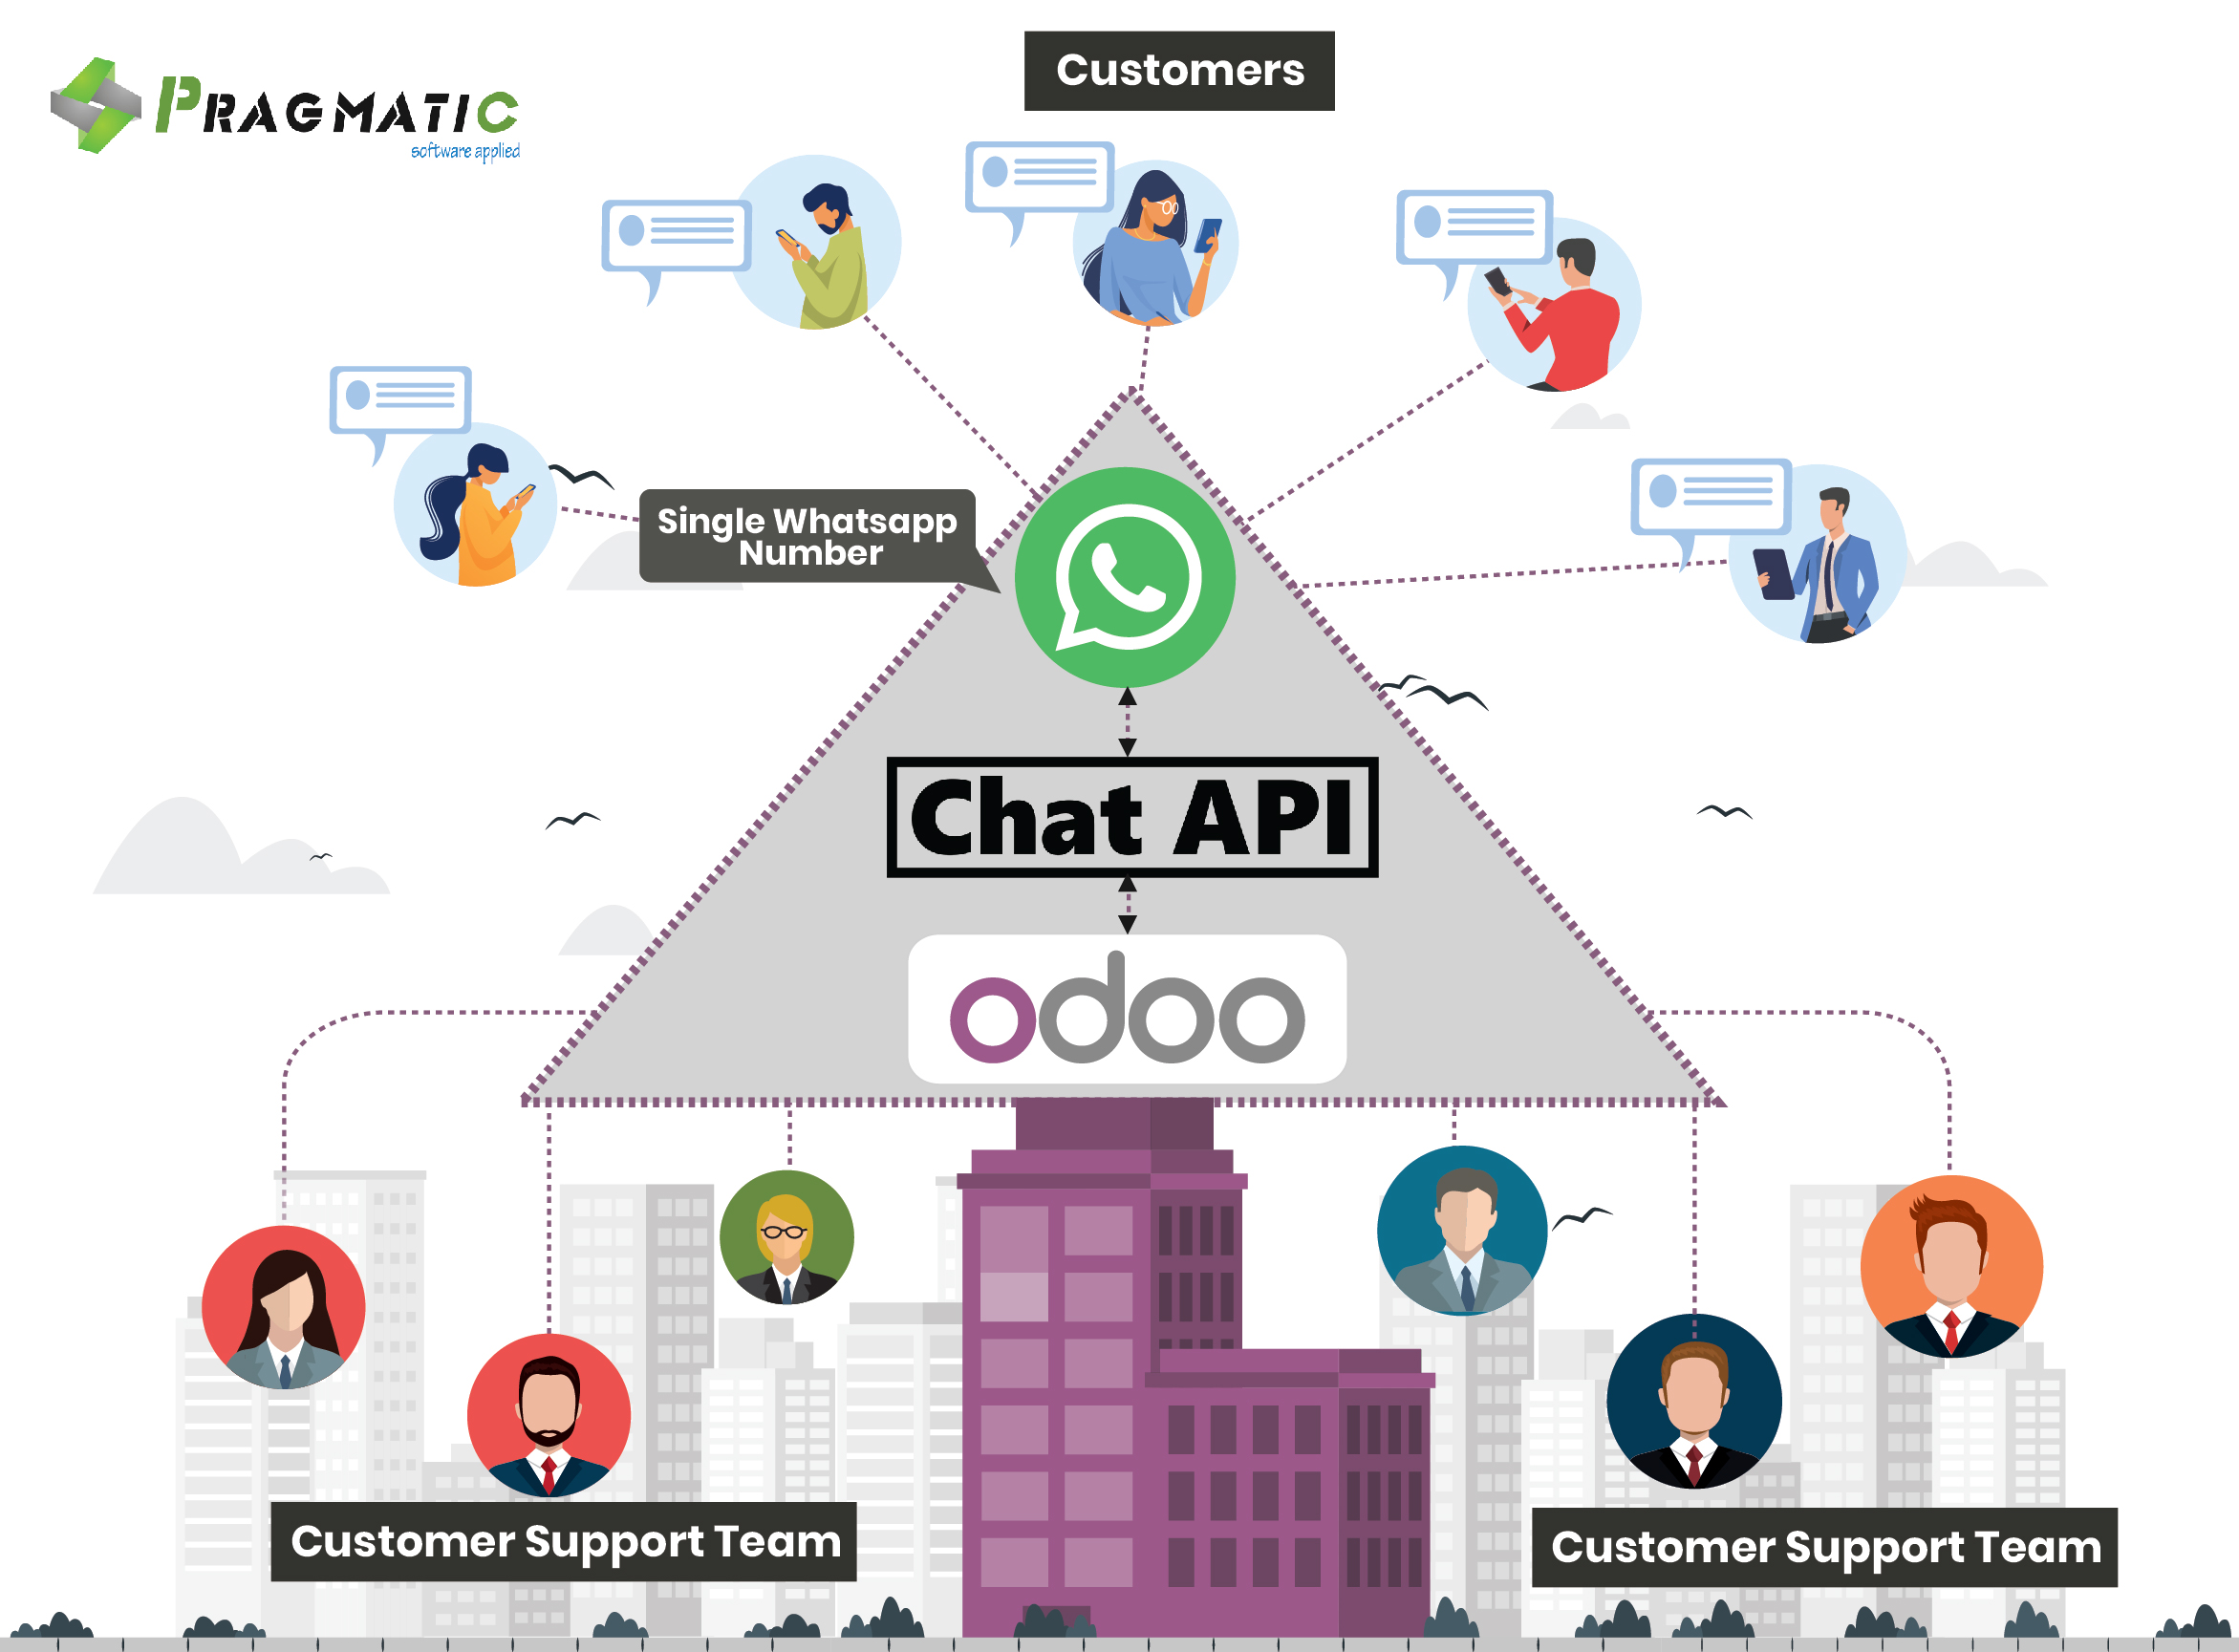 Customers
PRAGMATIC
software applied
Single Whatsapp
Number
Chat API
odoo
Customer Support Team
Customer Support Team